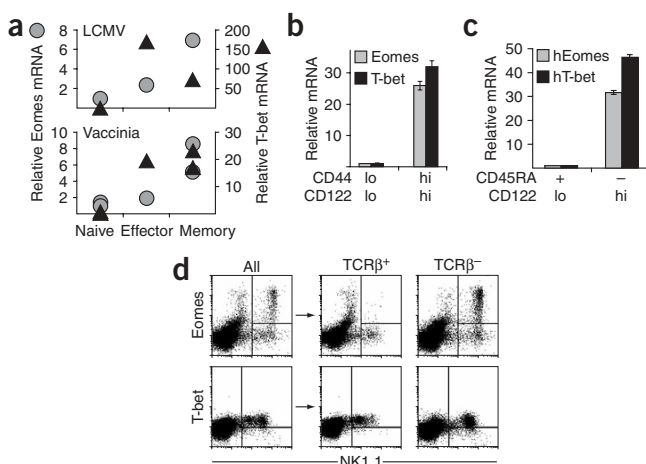 a
LCMV
8
6
4
2
200
150
100
50
Vaccinia
10
8
6
4
2
30
20
10
Relative Eomes mRNA
Relative T-bet mRNA
Naive Effector Memory
b
Eomes
T-bet
Relative mRNA
30
20
10
CD44 lo hi
CD122 lo hi
c
hEomes
hT-bet
Relative mRNA
50
40
30
20
10
CD45RA + –
CD122 lo hi
d
All TCRβ+ TCRβ–
Eomes
T-bet
NK1.1